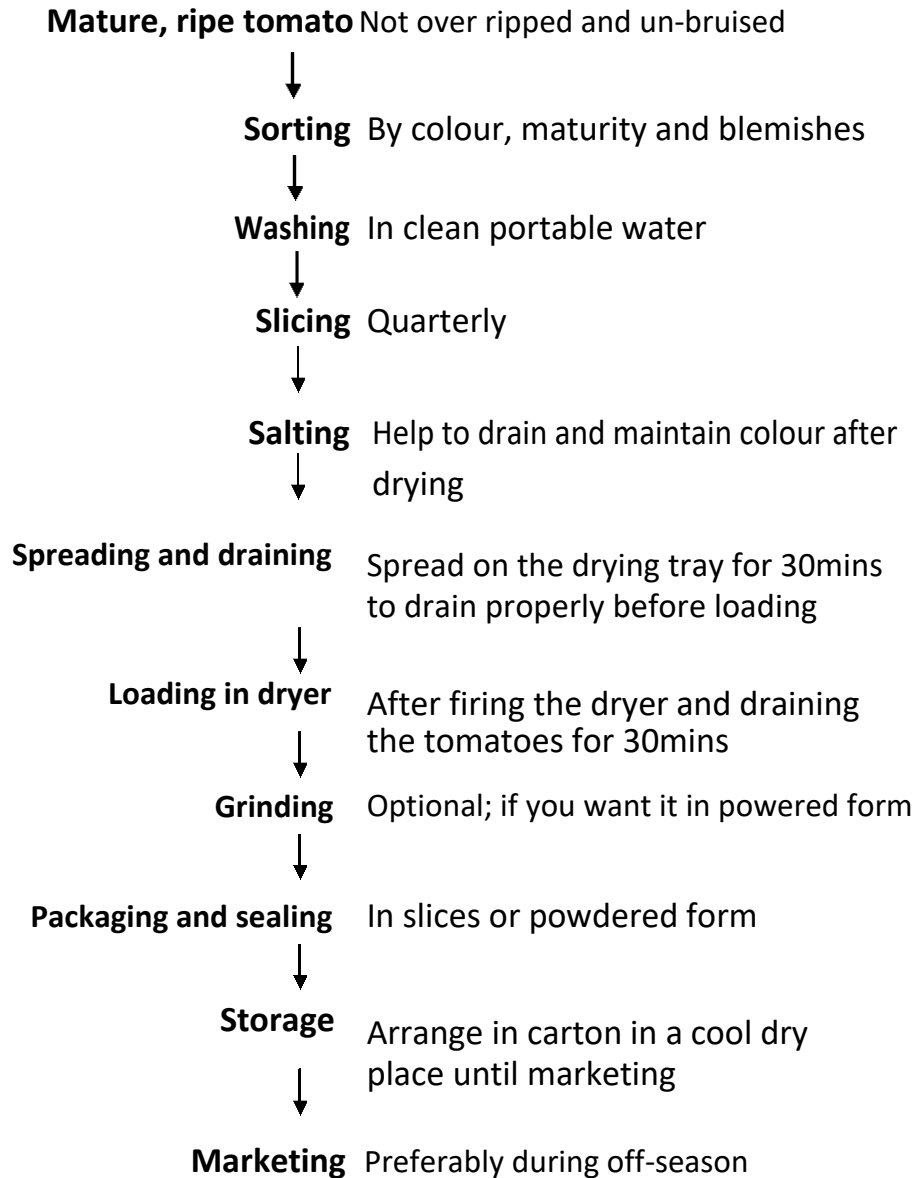 Mature, ripe tomato Not over ripped and un-bruised
Sorting By colour, maturity and blemishes
Washing In clean portable water
Slicing Quarterly
Salting Help to drain and maintain colour after
drying
Spreading and draining Spread on the drying tray for 30mins
to drain properly before loading
Loading in dryer After firing the dryer and draining
the tomatoes for 30mins
Grinding Optional; if you want it in powered form
Packaging and sealing In slices or powdered form
Storage Arrange in carton in a cool dry
place until marketing
Marketing Preferably during off-season